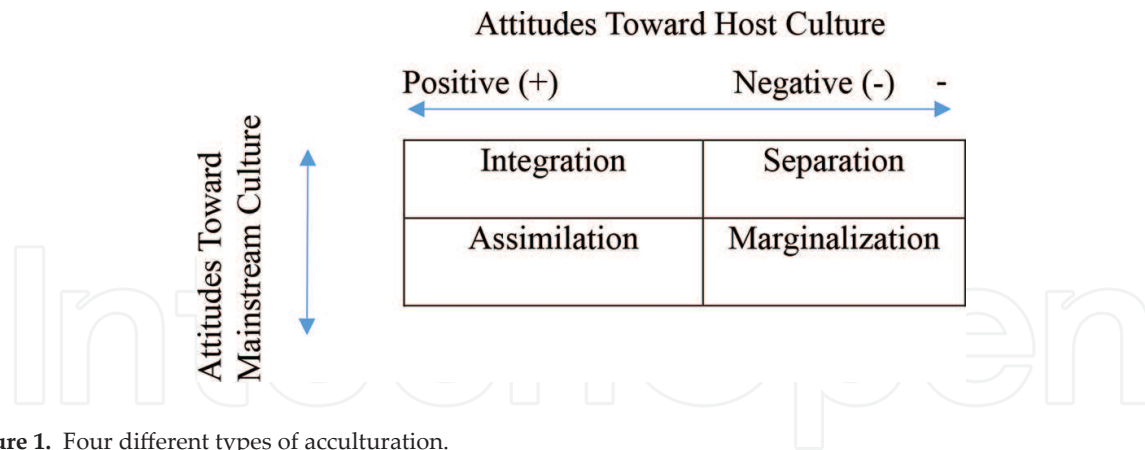 Attitudes Toward Host Culture
Positive (+) Negative (-) -
Attitudes Toward
Mainstream Culture
Integration Separation
Assimilation Marginalization
IntechOpen
ure 1. Four different types of acculturation.